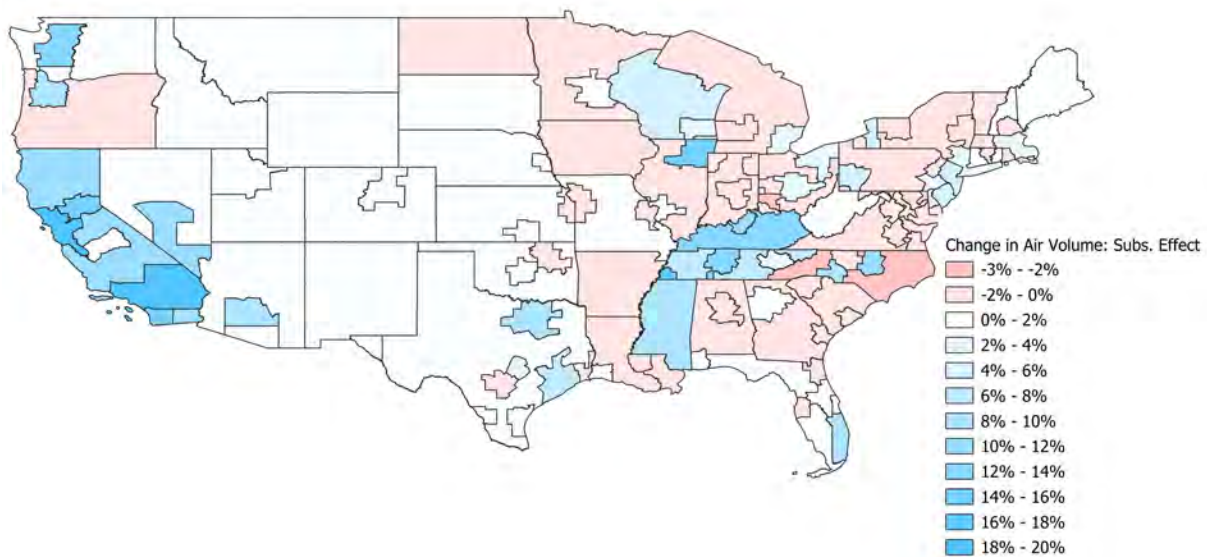 Change in Air Volume: Subs. Effect
-3% - -2%
-2% - 0%
0% - 2%
2% - 4%
4% - 6%
6% - 8%
8% - 10%
10% - 12%
12% - 14%
14% - 16%
16% - 18%
18% - 20%